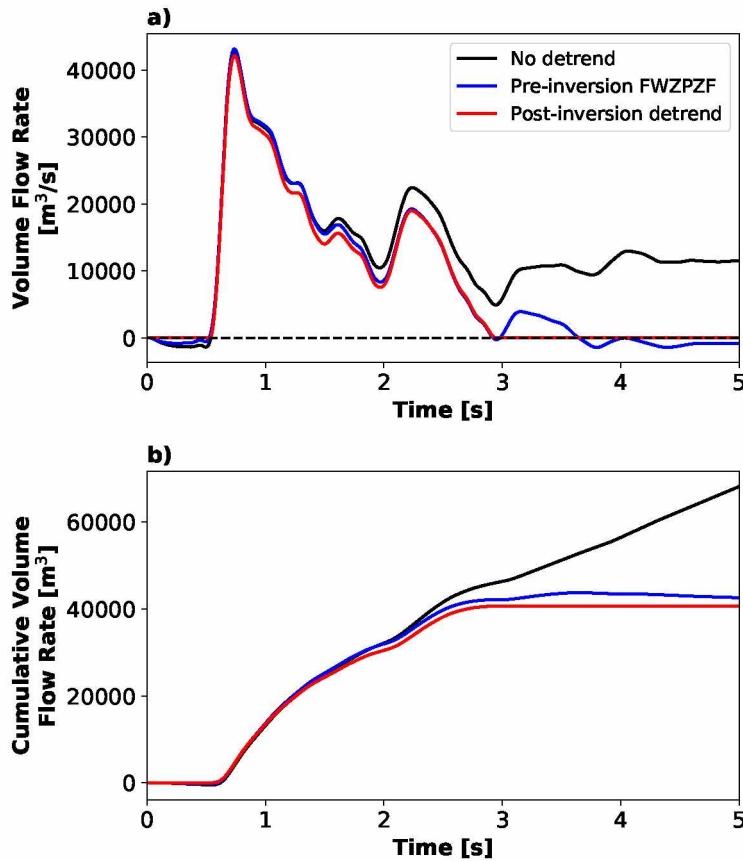 a)
Volume Flow Rate
[m³/s]
40000
30000
20000
10000
0
No detrend
Pre-inversion FWZPZF
Post-inversion detrend
0 1 2 3 4 5
Time [s]
b)
Cumulative Volume
Flow Rate [m³]
60000
40000
20000
0
0 1 2 3 4 5
Time [s]